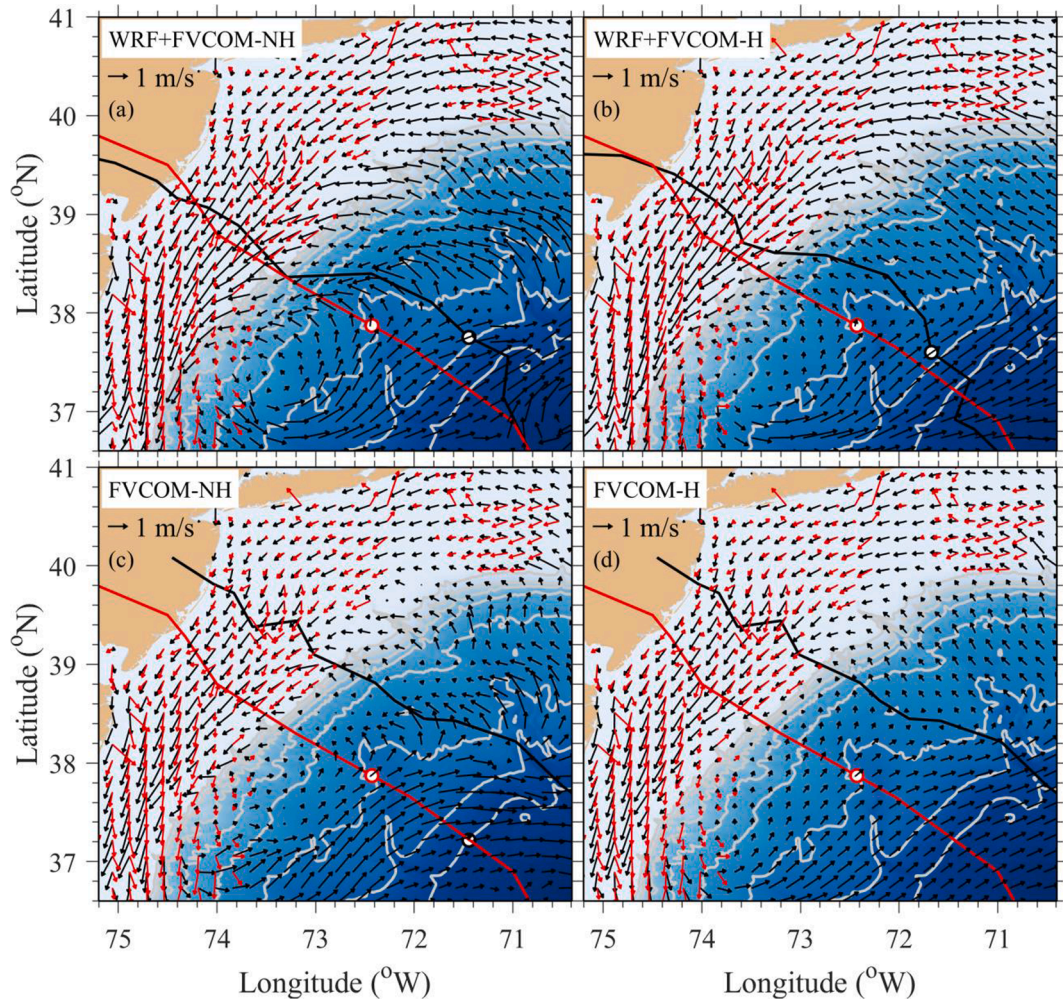 WRF+FVCOM-NH
1 m/s
(a)
WRF+FVCOM-H
1 m/s
(b)
41
40
39
38
37
Latitude (°N)
FVCOM-NH
1 m/s
(c)
FVCOM-H
1 m/s
(d)
41
40
39
38
37
Latitude (°N)
75 74 73 72 71
75 74 73 72 71
Longitude (°W)
Longitude (°W)